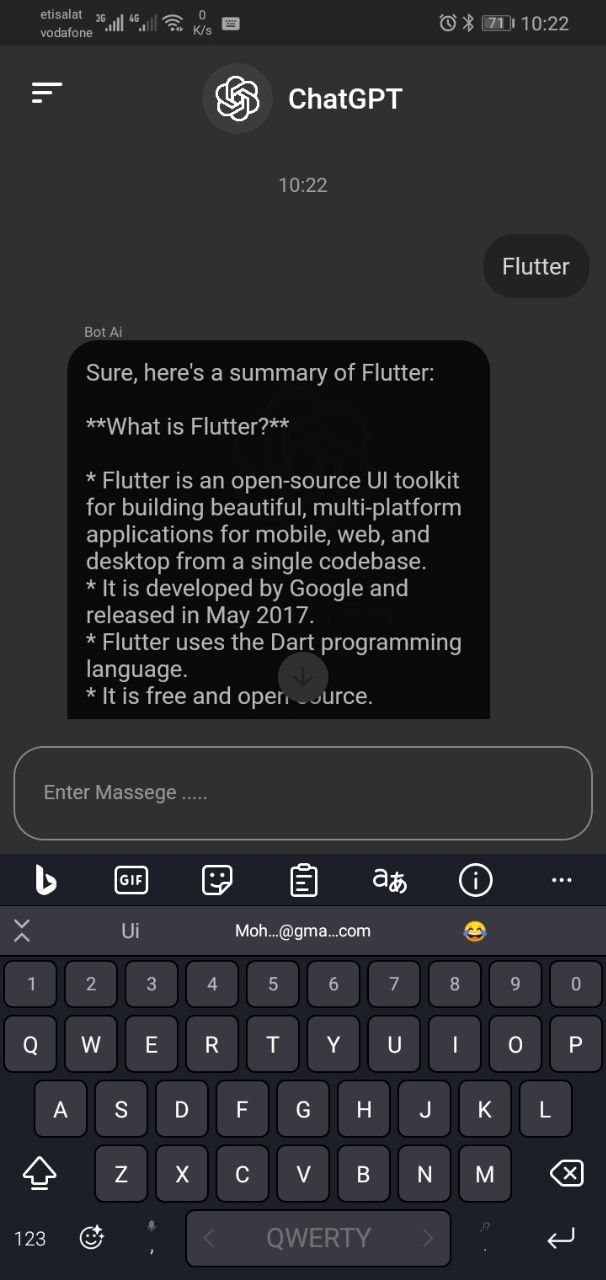 etisalat
vodafone
3G
4G
0
K/s
71
10:22
ChatGPT
10:22
Flutter
Bot Ai
Sure, here's a summary of Flutter:
**What is Flutter?**
* Flutter is an open-source UI toolkit
for building beautiful, multi-platform
applications for mobile, web, and
desktop from a single codebase.
* It is developed by Google and
released in May 2017.
* Flutter uses the Dart programming
language.
* It is free and open
Enter Massege .....
GIF
aあ
Ui
Moh...@gma...com
1 2 3 4 5 6 7 8 9 0
Q W E R T Y U I O P
A S D F G H J K L
Z X C V B N M
123 , < QWERTY > ,!? .